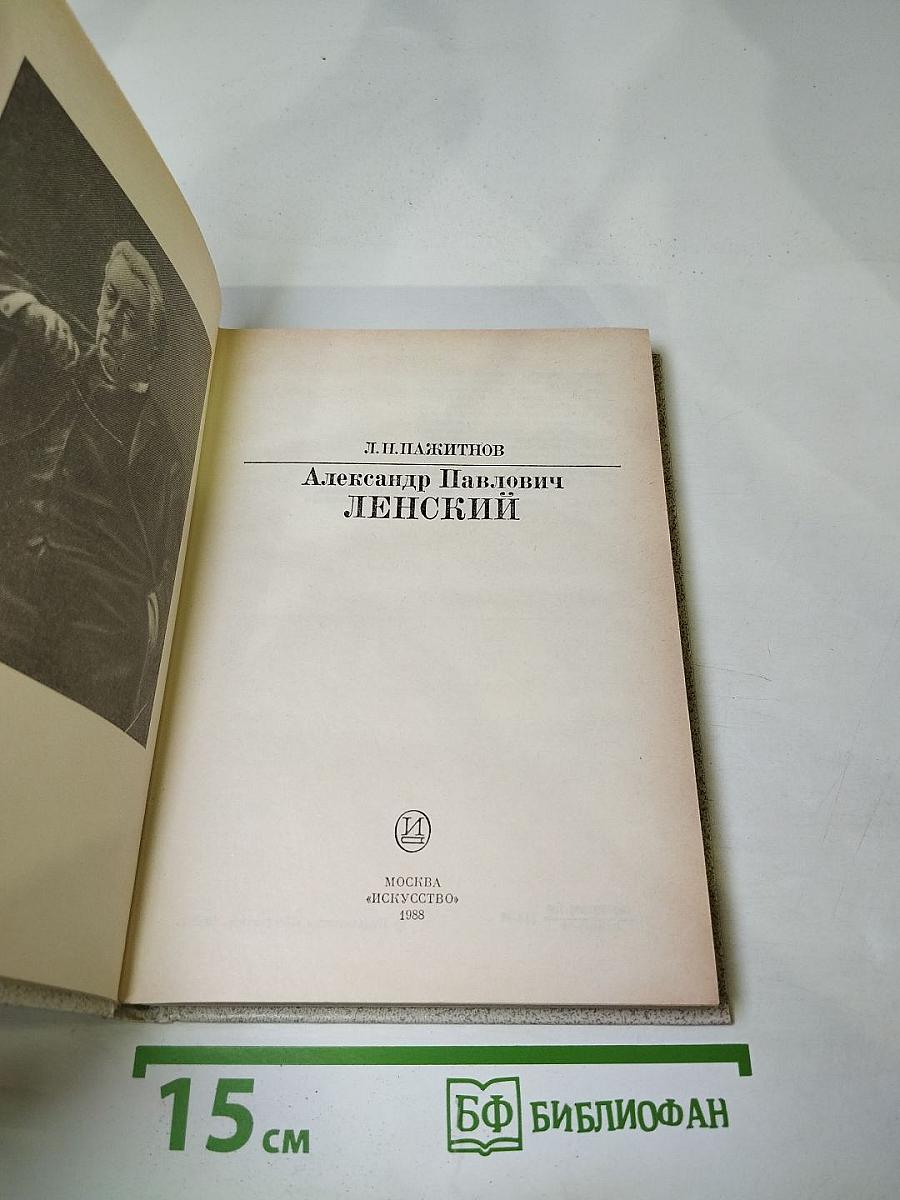 Л. Н. ПАЖИТНОВ
Александр Павлович
ЛЕНСКИЙ
И
МОСКВА
«ИСКУССТВО»
1988
15 см
БФ БИБЛИОФАН